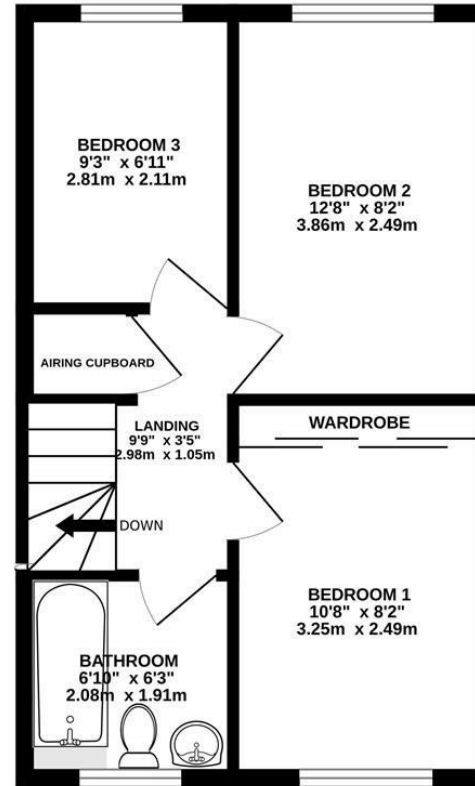 BEDROOM 3
9'3" x 6'11"
2.81m x 2.11m
BEDROOM 2
12'8" x 8'2"
3.86m x 2.49m
AIRING CUPBOARD
LANDING
9'9" x 3'5"
2.98m x 1.05m
WARDROBE
DOWN
BEDROOM 1
10'8" x 8'2"
3.25m x 2.49m
BATHROOM
6'10" x 6'3"
2.08m x 1.91m